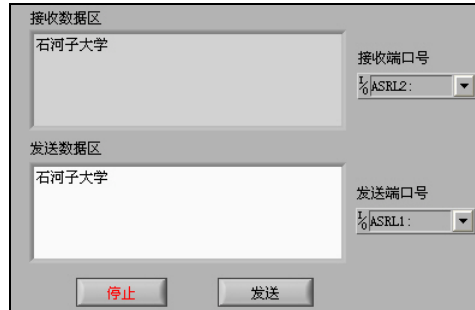 接收数据区
石河子大学
接收端口号
I/O ASRL2:
发送数据区
石河子大学
发送端口号
I/O ASRL1:
停止
发送